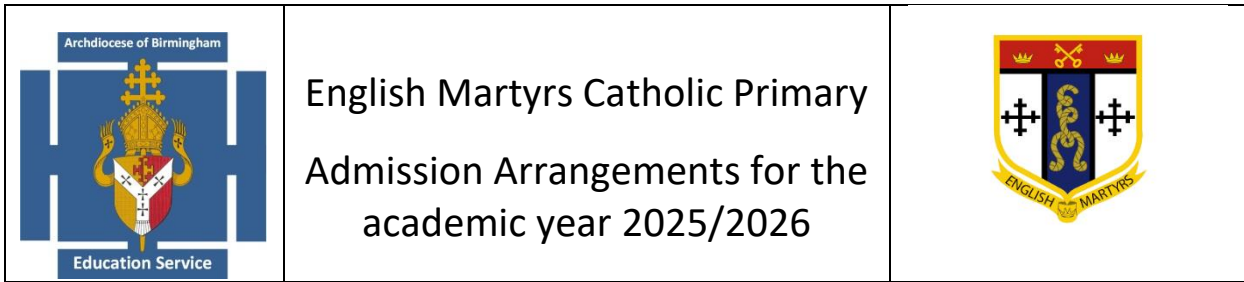 Archdiocese of Birmingham
Education Service
English Martyrs Catholic Primary
Admission Arrangements for the
academic year 2025/2026
ENGLISH MARTYRS